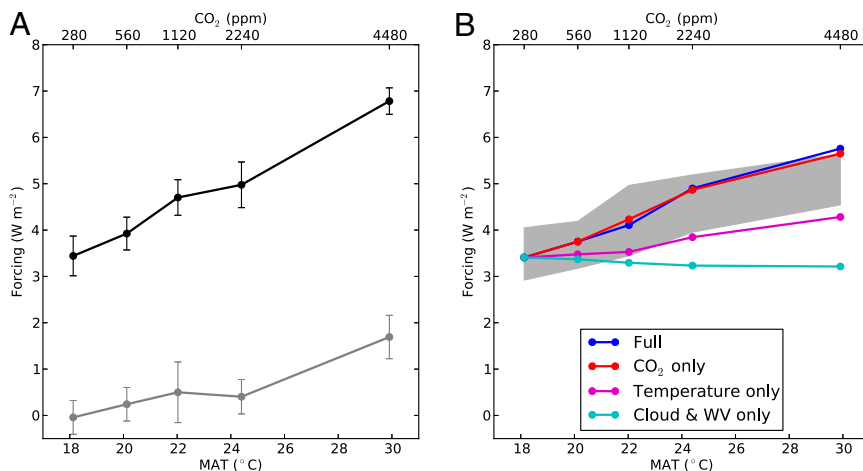 A
CO2 (ppm)
280 560 1120 2240 4480
8
7
6
5
4
3
2
1
0
Forcing (W m−2)
18 20 22 24 26 28 30
MAT (°C)
B
CO2 (ppm)
280 560 1120 2240 4480
8
7
6
5
4
3
2
1
0
Forcing (W m−2)
Full
CO2 only
Temperature only
Cloud & WV only
18 20 22 24 26 28 30
MAT (°C)